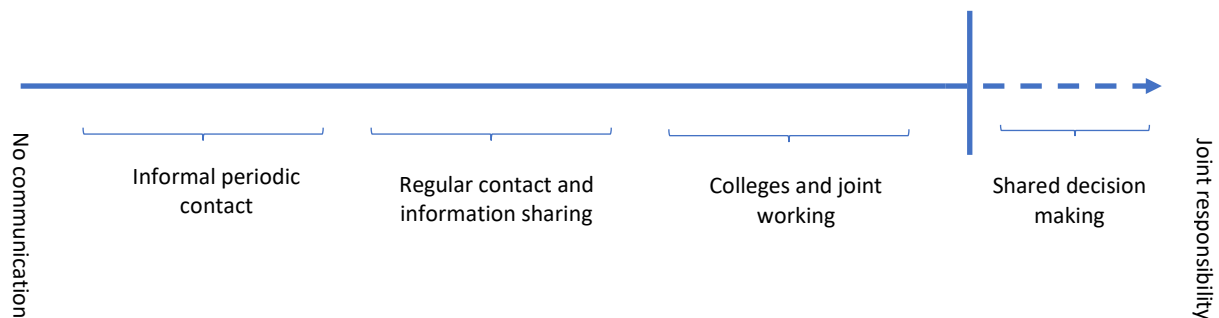 No communication
Informal periodic
contact
Regular contact and
information sharing
Colleges and joint
working
Shared decision
making
Joint responsibility